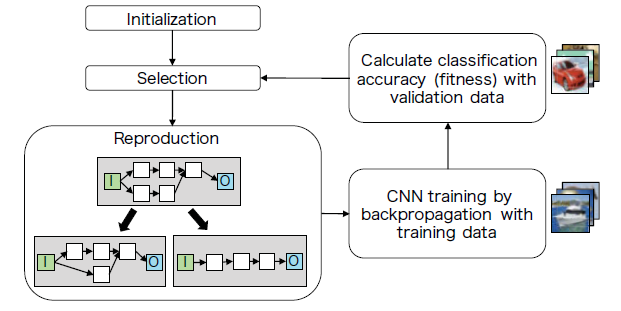 Initialization
Selection
Reproduction
I
O
I
O
I
O
Calculate classification
accuracy (fitness) with
validation data
CNN training by
backpropagation with
training data